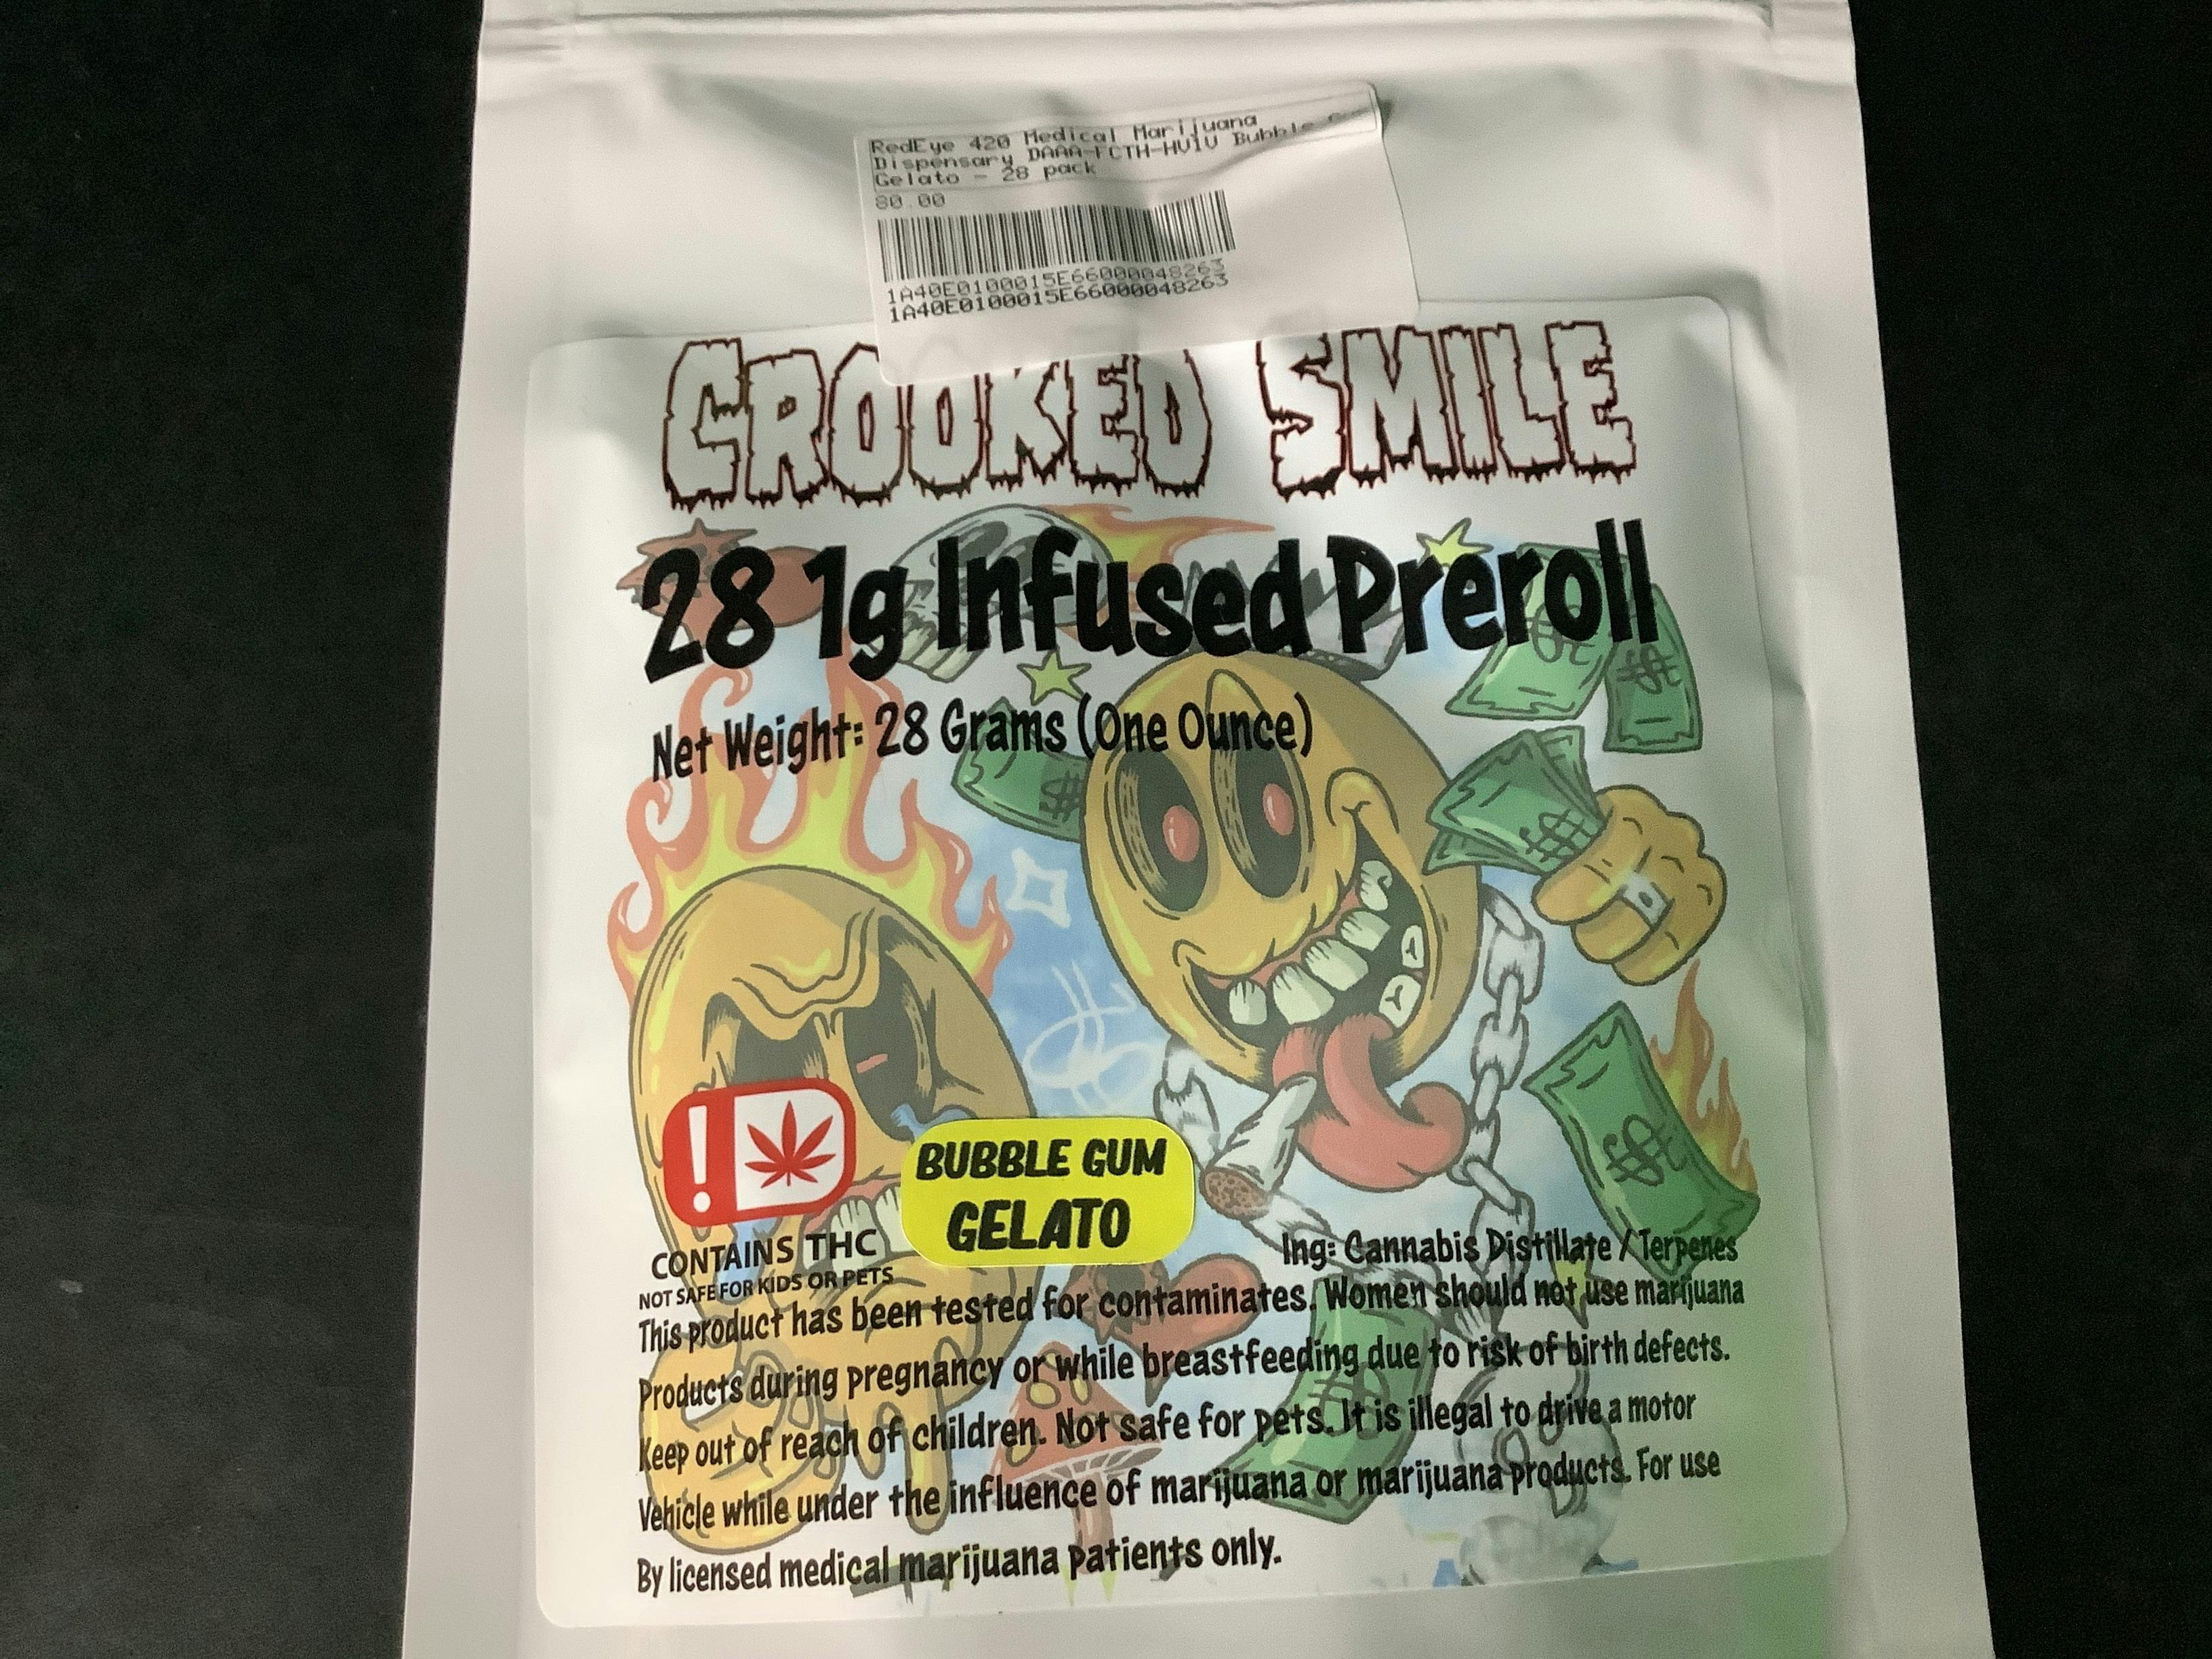 RedEye 420 Medical Marijuana
Dispensary DAAA-FCTH-HV1V Bubble
Gelato - 28 pack
80.00
1A40E0100015E66000048263
1A40E0100015E66000048263
CROOKED SMILE
28 1g Infused Preroll
Net Weight: 28 Grams (One Ounce)
!
BUBBLE GUM
GELATO
CONTAINS THC
NOT SAFE FOR KIDS OR PETS
Ing: Cannabis Distillate / Terpenes
This product has been tested for contaminates. Women should not use marijuana
Products during pregnancy or while breastfeeding due to risk of birth defects.
Keep out of reach of children. Not safe for pets. It is illegal to drive a motor
Vehicle while under the influence of marijuana or marijuana products. For use
By licensed medical marijuana patients only.